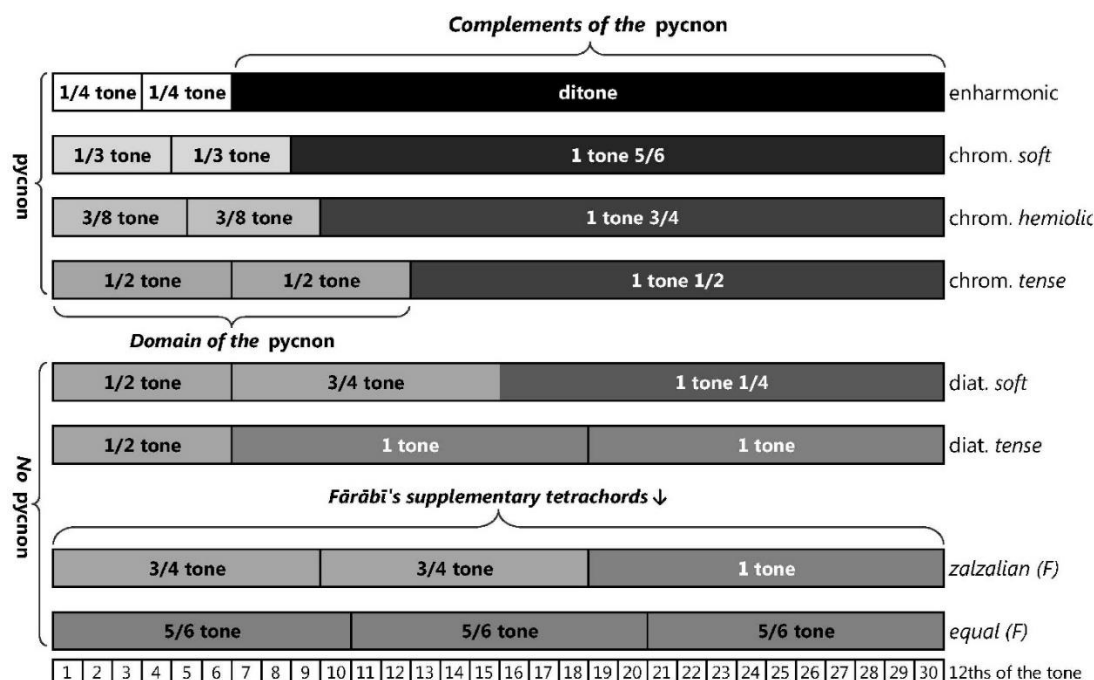 Complements of the pycnon
1/4 tone 1/4 tone ditone enharmonic
1/3 tone 1/3 tone 1 tone 5/6 chrom. soft
3/8 tone 3/8 tone 1 tone 3/4 chrom. hemiolic
1/2 tone 1/2 tone 1 tone 1/2 chrom. tense
pycnon
Domain of the pycnon
1/2 tone 3/4 tone 1 tone 1/4 diat. soft
1/2 tone 1 tone 1 tone diat. tense
No pycnon
Fārābī's supplementary tetrachords ↓
3/4 tone 3/4 tone 1 tone zalzalian (F)
5/6 tone 5/6 tone 5/6 tone equal (F)
1 2 3 4 5 6 7 8 9 10 11 12 13 14 15 16 17 18 19 20 21 22 23 24 25 26 27 28 29 30 12ths of the tone